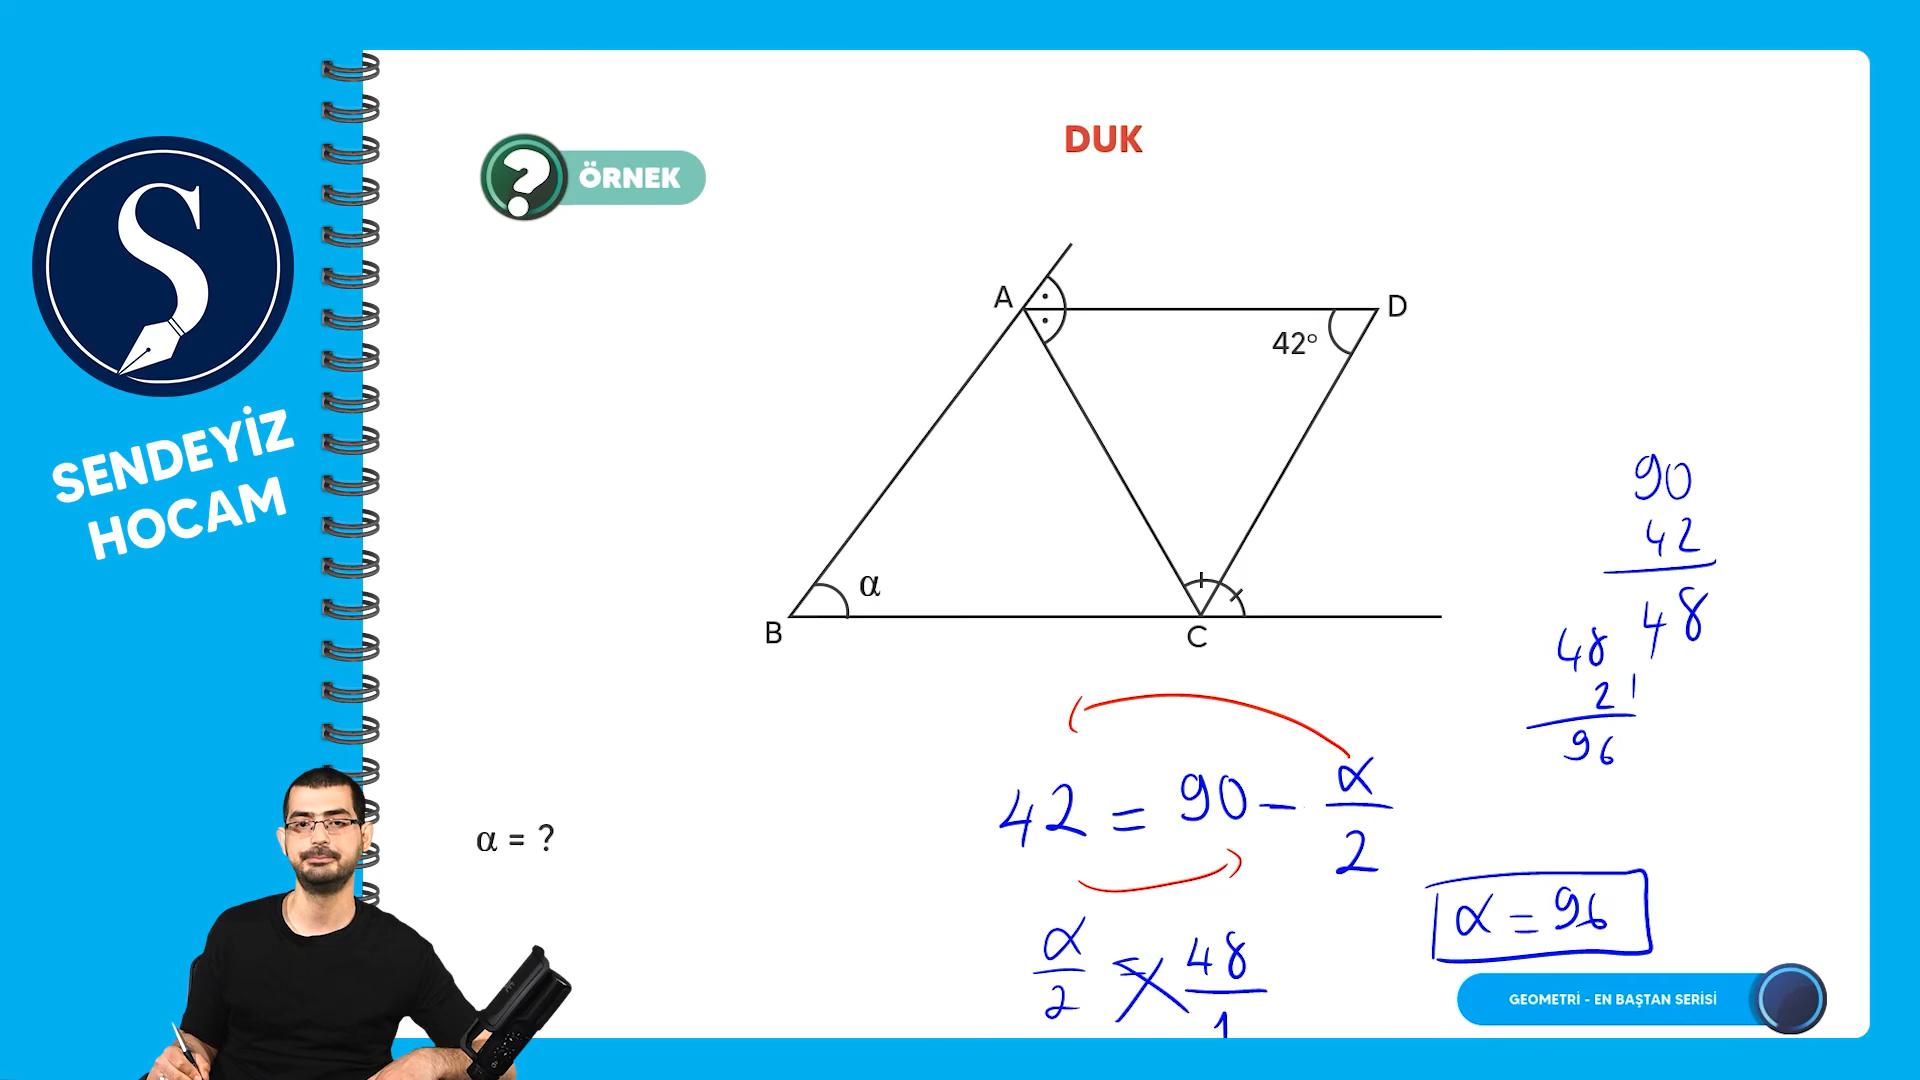 DUK
? ÖRNEK
S
SENDEYİZ
HOCAM
A
D
42°
α
B
C
90
42
48
48
2
96
42 = 90 - α/2
α = ?
α/2 = 48/1
α = 96
GEOMETRİ - EN BAŞTAN SERİSİ